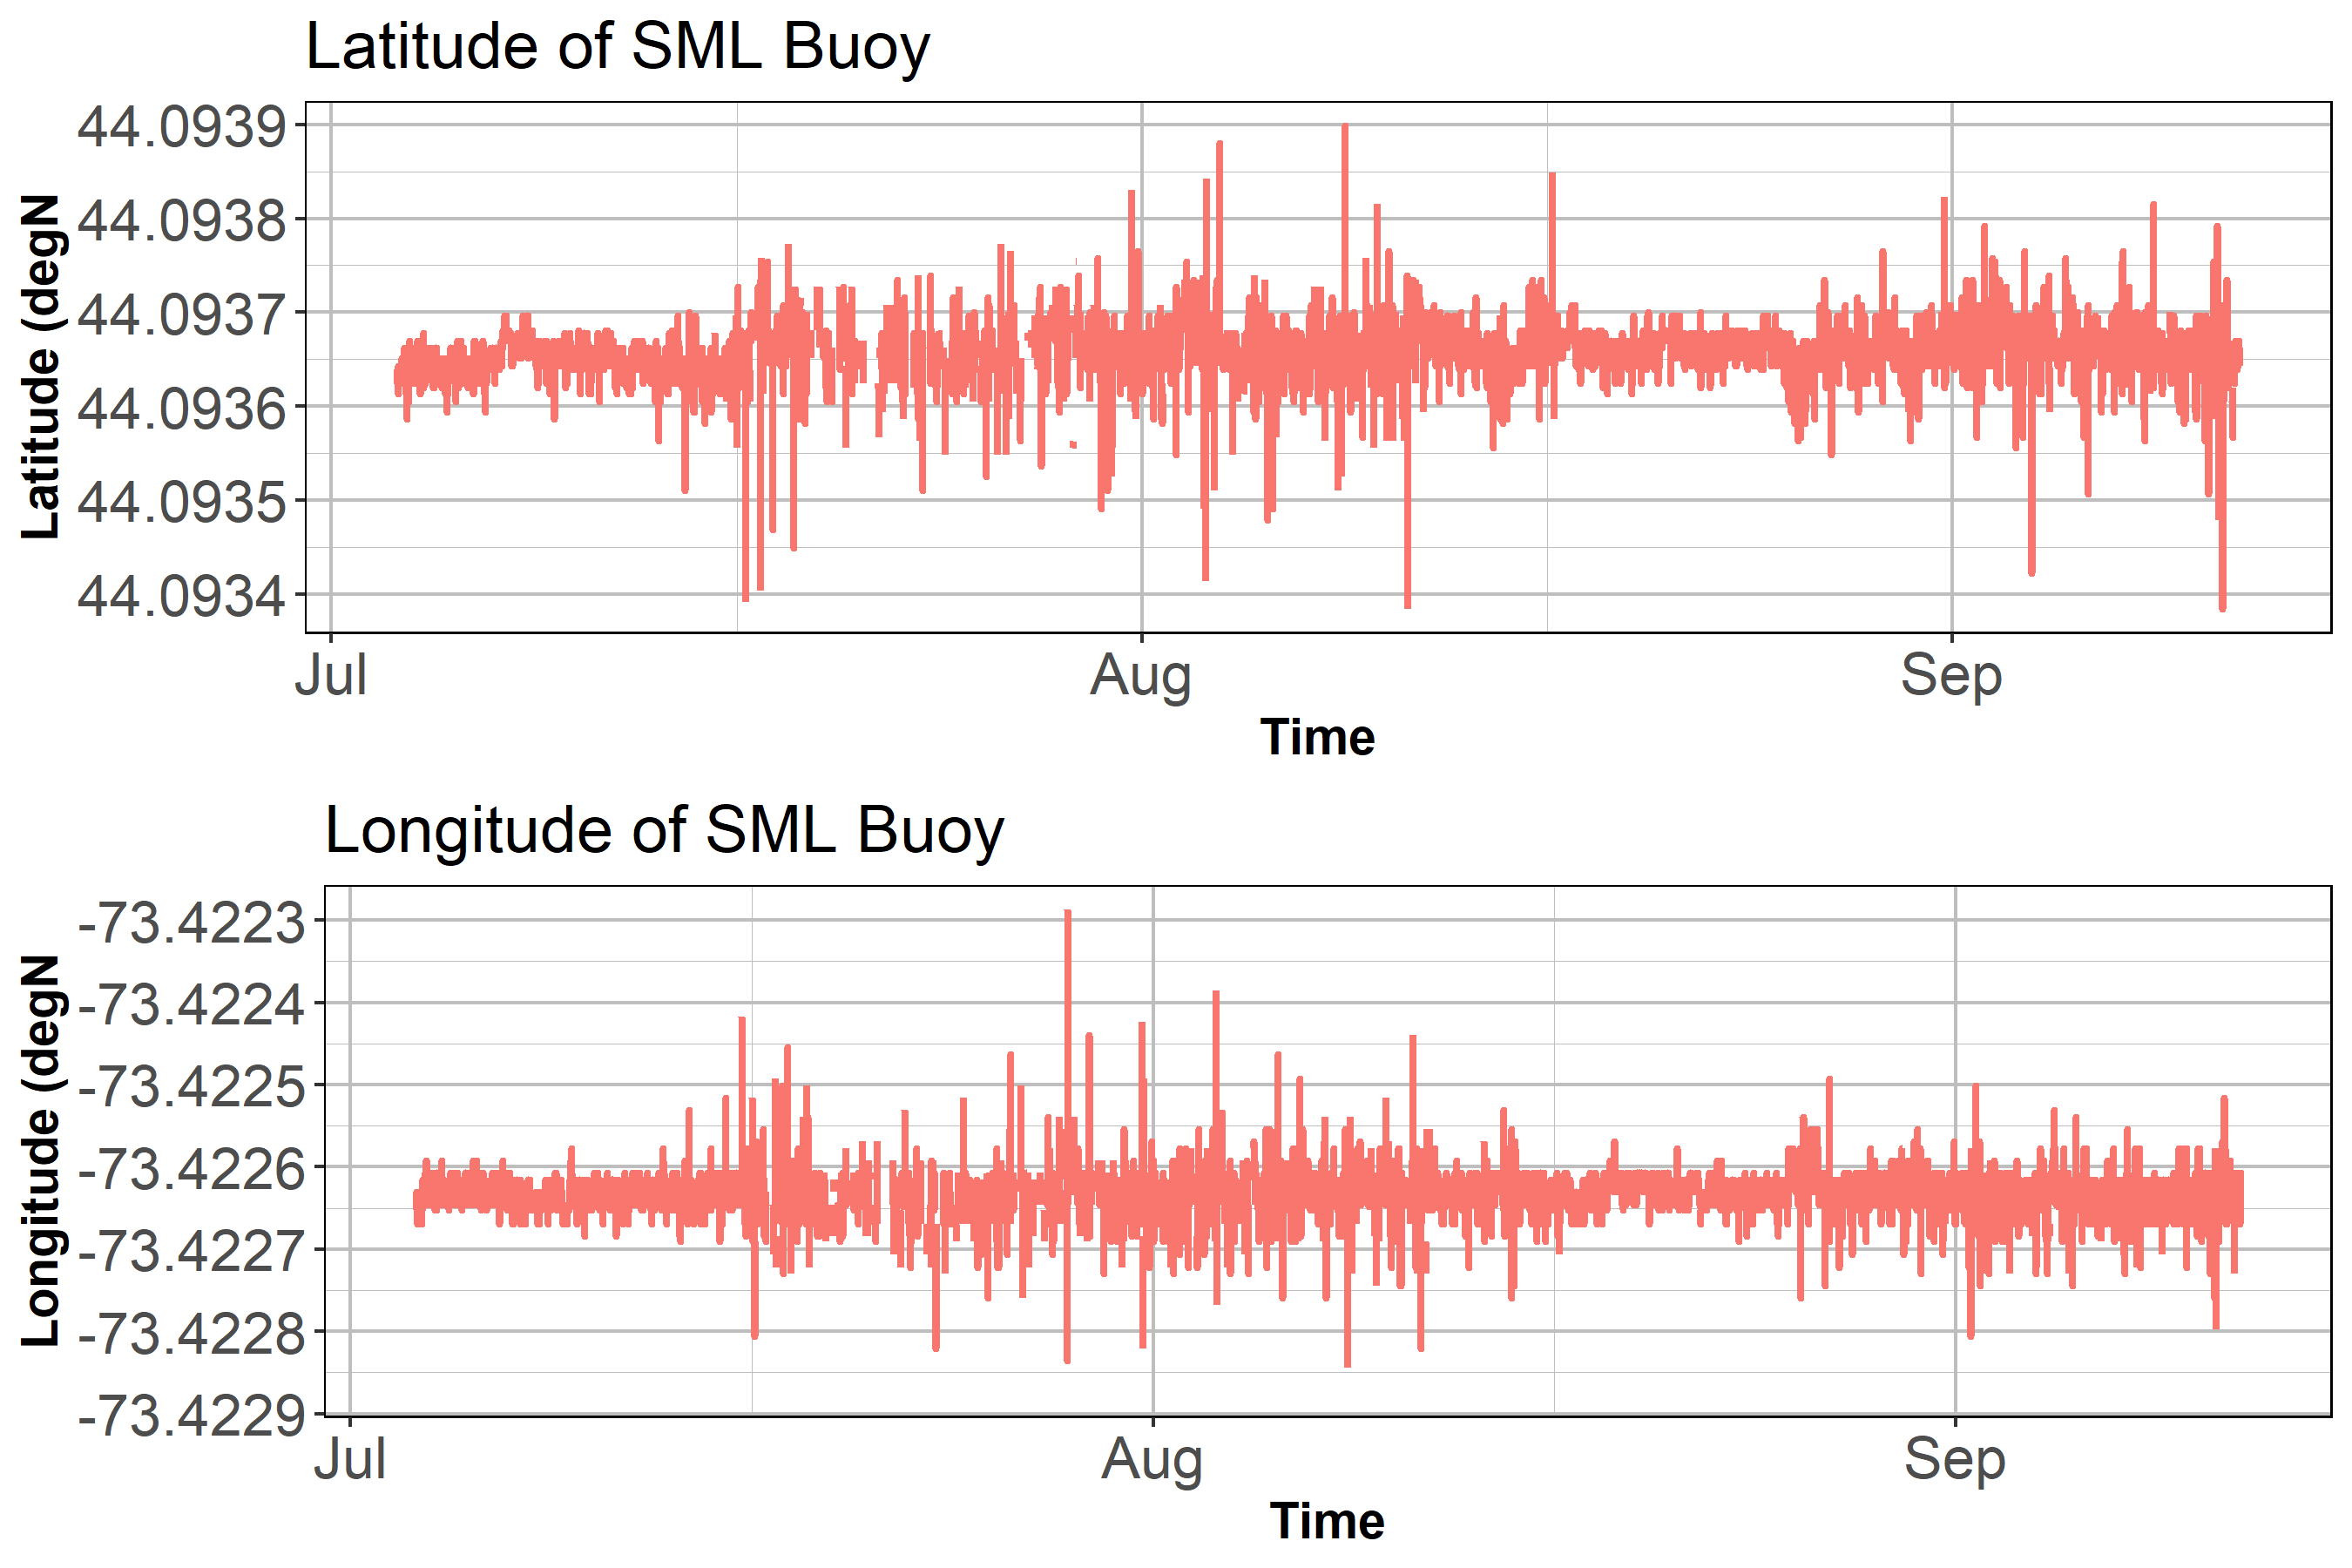 Latitude of SML Buoy
44.0939
44.0938
44.0937
44.0936
44.0935
44.0934
Latitude (degN
Jul Aug Sep
Time
Longitude of SML Buoy
-73.4223
-73.4224
-73.4225
-73.4226
-73.4227
-73.4228
-73.4229
Longitude (degN
Jul Aug Sep
Time